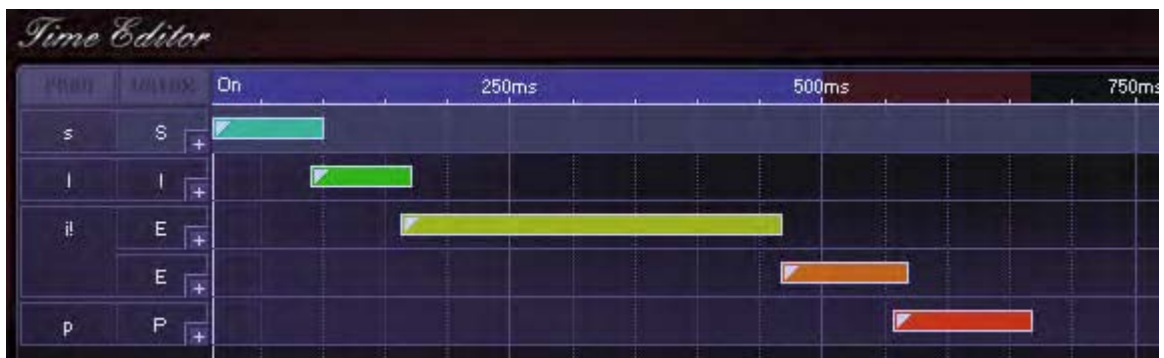 Time Editor
On 250ms 500ms 750ms
s S +
l l +
i! E +
E +
p P +